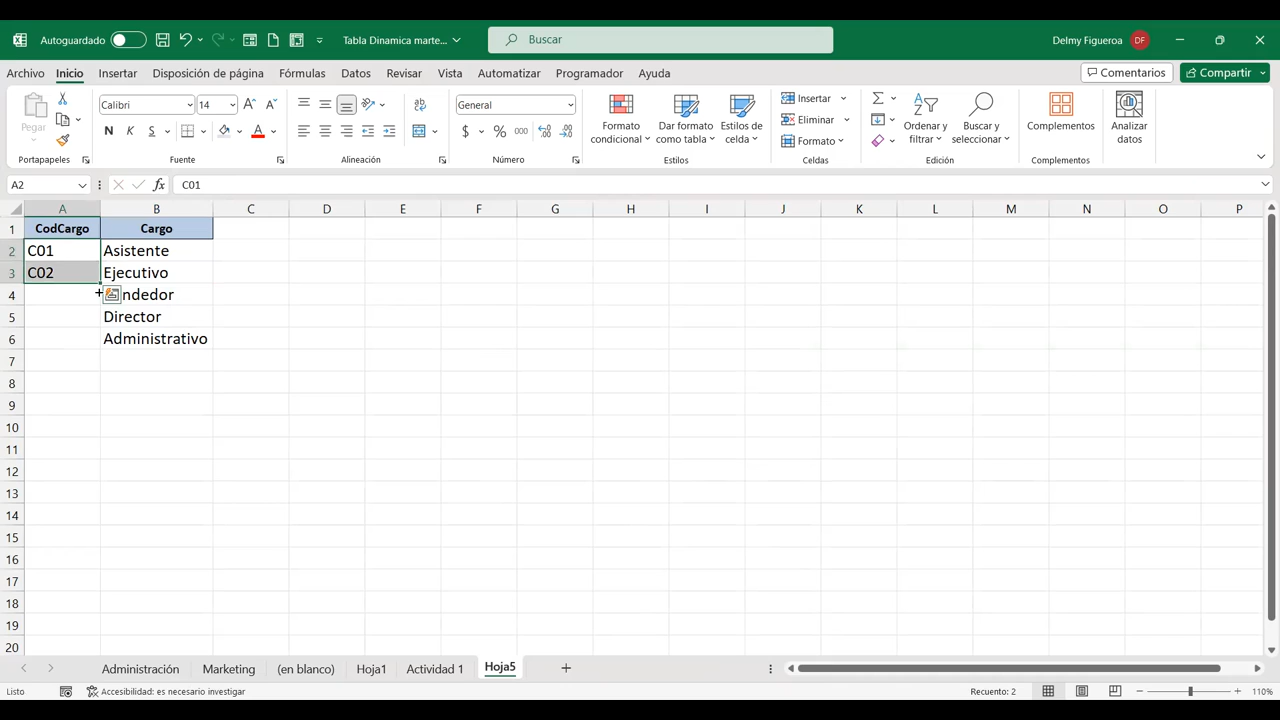 Autoguardado
Tabla Dinamica marte...
Buscar
Delmy Figueroa
DF
Archivo Inicio Insertar Disposición de página Fórmulas Datos Revisar Vista Automatizar Programador Ayuda
Comentarios
Compartir
Pegar
Portapapeles
Calibri 14
N K S
Fuente
Alineación
General
$ % 000
Número
Formato condicional
Dar formato como tabla
Estilos de celda
Estilos
Insertar
Eliminar
Formato
Celdas
Ordenar y filtrar
Buscar y seleccionar
Edición
Complementos
Complementos
Analizar datos
A2 fx C01
A B C D E F G H I J K L M N O P
1 CodCargo Cargo
2 C01 Asistente
3 C02 Ejecutivo
4 ndedor
5 Director
6 Administrativo
7
8
9
10
11
12
13
14
15
16
17
18
19
20
Administración Marketing (en blanco) Hoja1 Actividad 1 Hoja5
Listo
Accesibilidad: es necesario investigar
Recuento: 2
110%